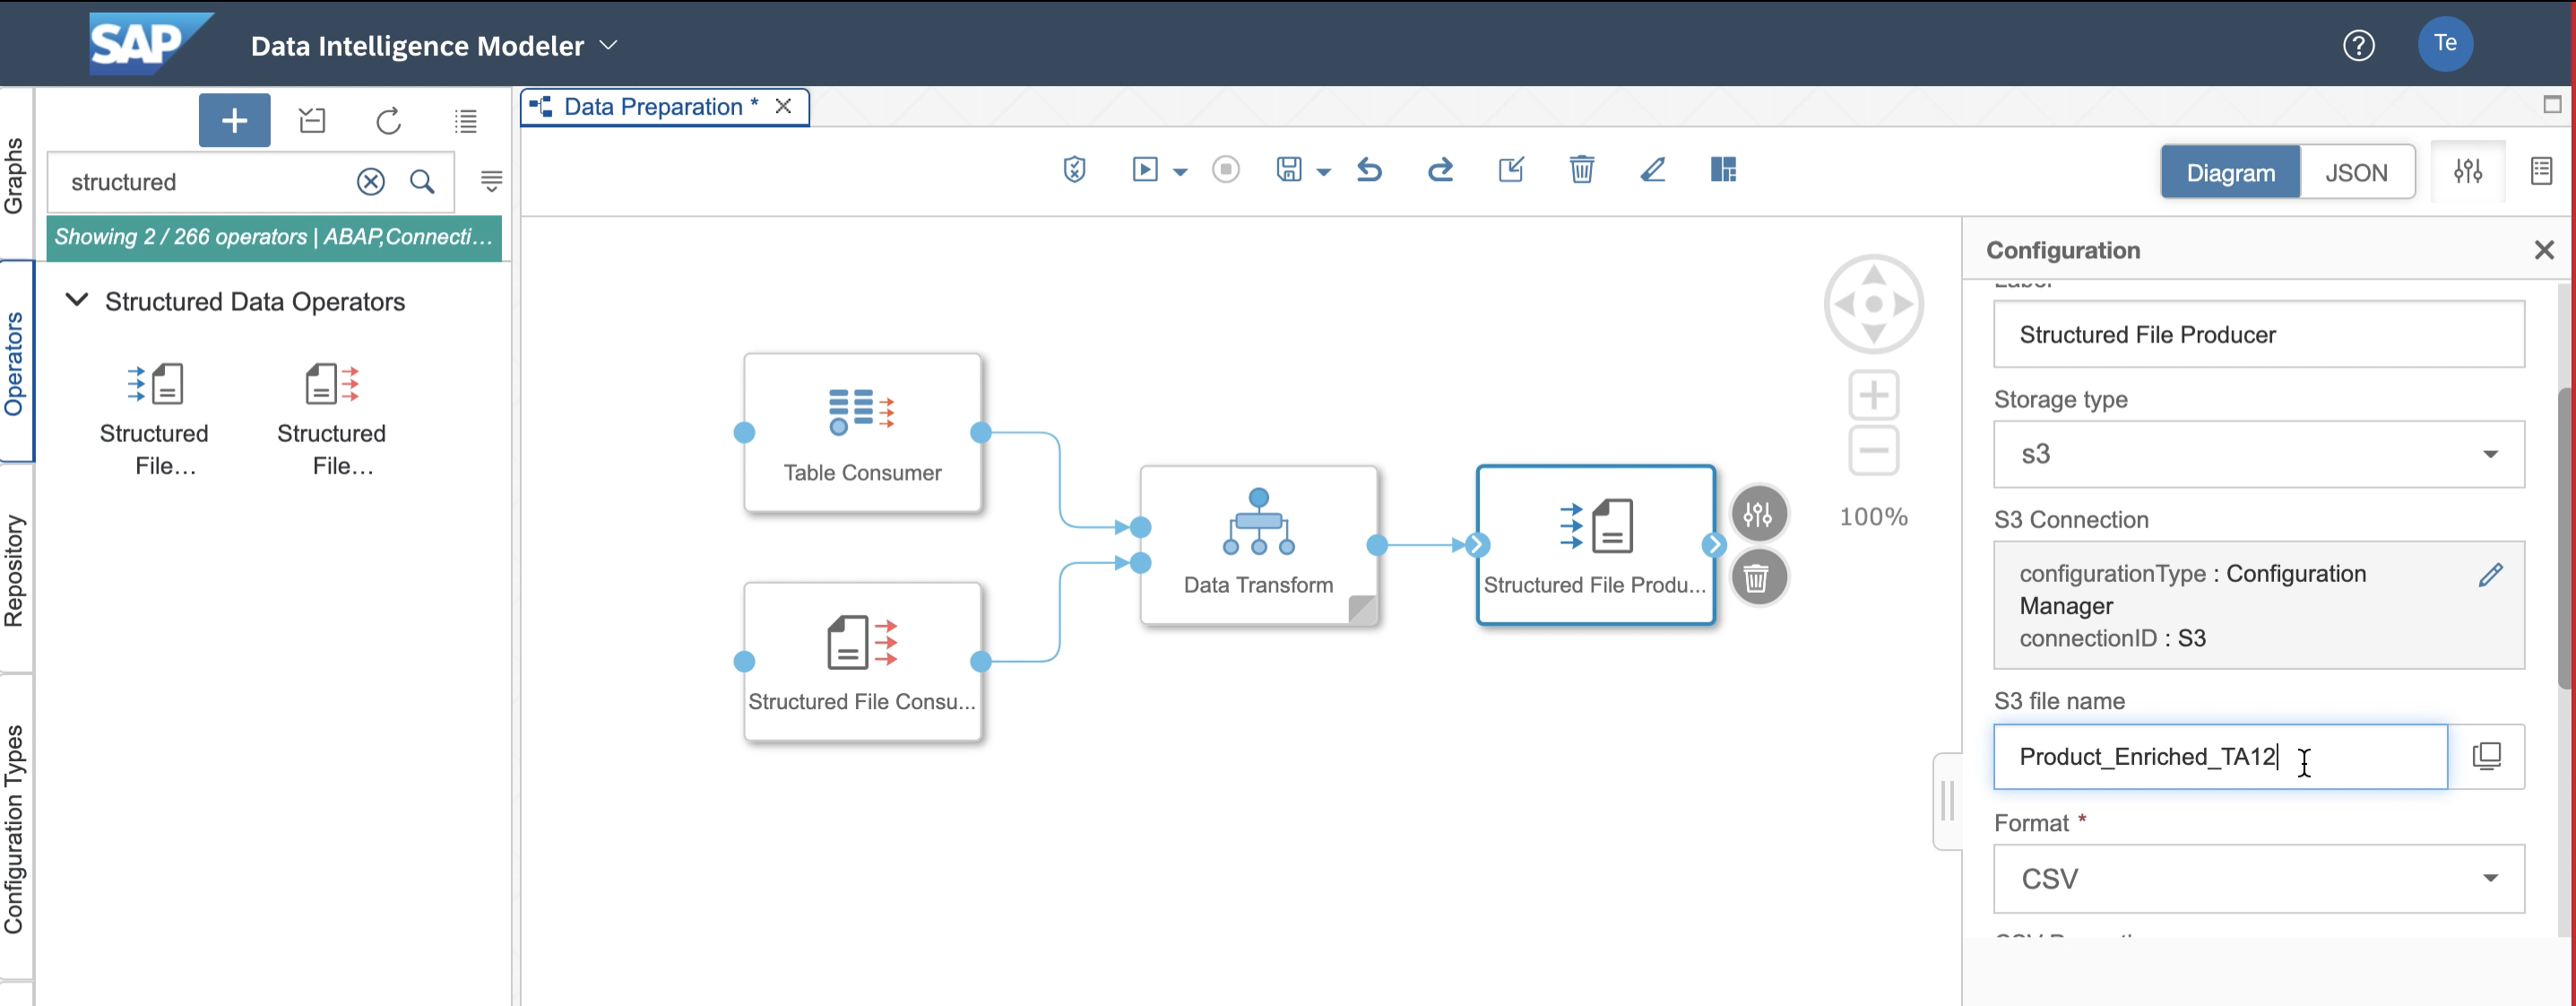 SAP
Data Intelligence Modeler
Te
Graphs
Operators
Repository
Configuration Types
structured
Showing 2 / 266 operators | ABAP,Connecti...
Structured Data Operators
Structured
File...
Structured
File...
Data Preparation *
Diagram
JSON
Table Consumer
Structured File Consu...
Data Transform
Structured File Produ...
100%
Configuration
Label
Structured File Producer
Storage type
s3
S3 Connection
configurationType : Configuration
Manager
connectionID : S3
S3 file name
Product_Enriched_TA12
Format *
CSV